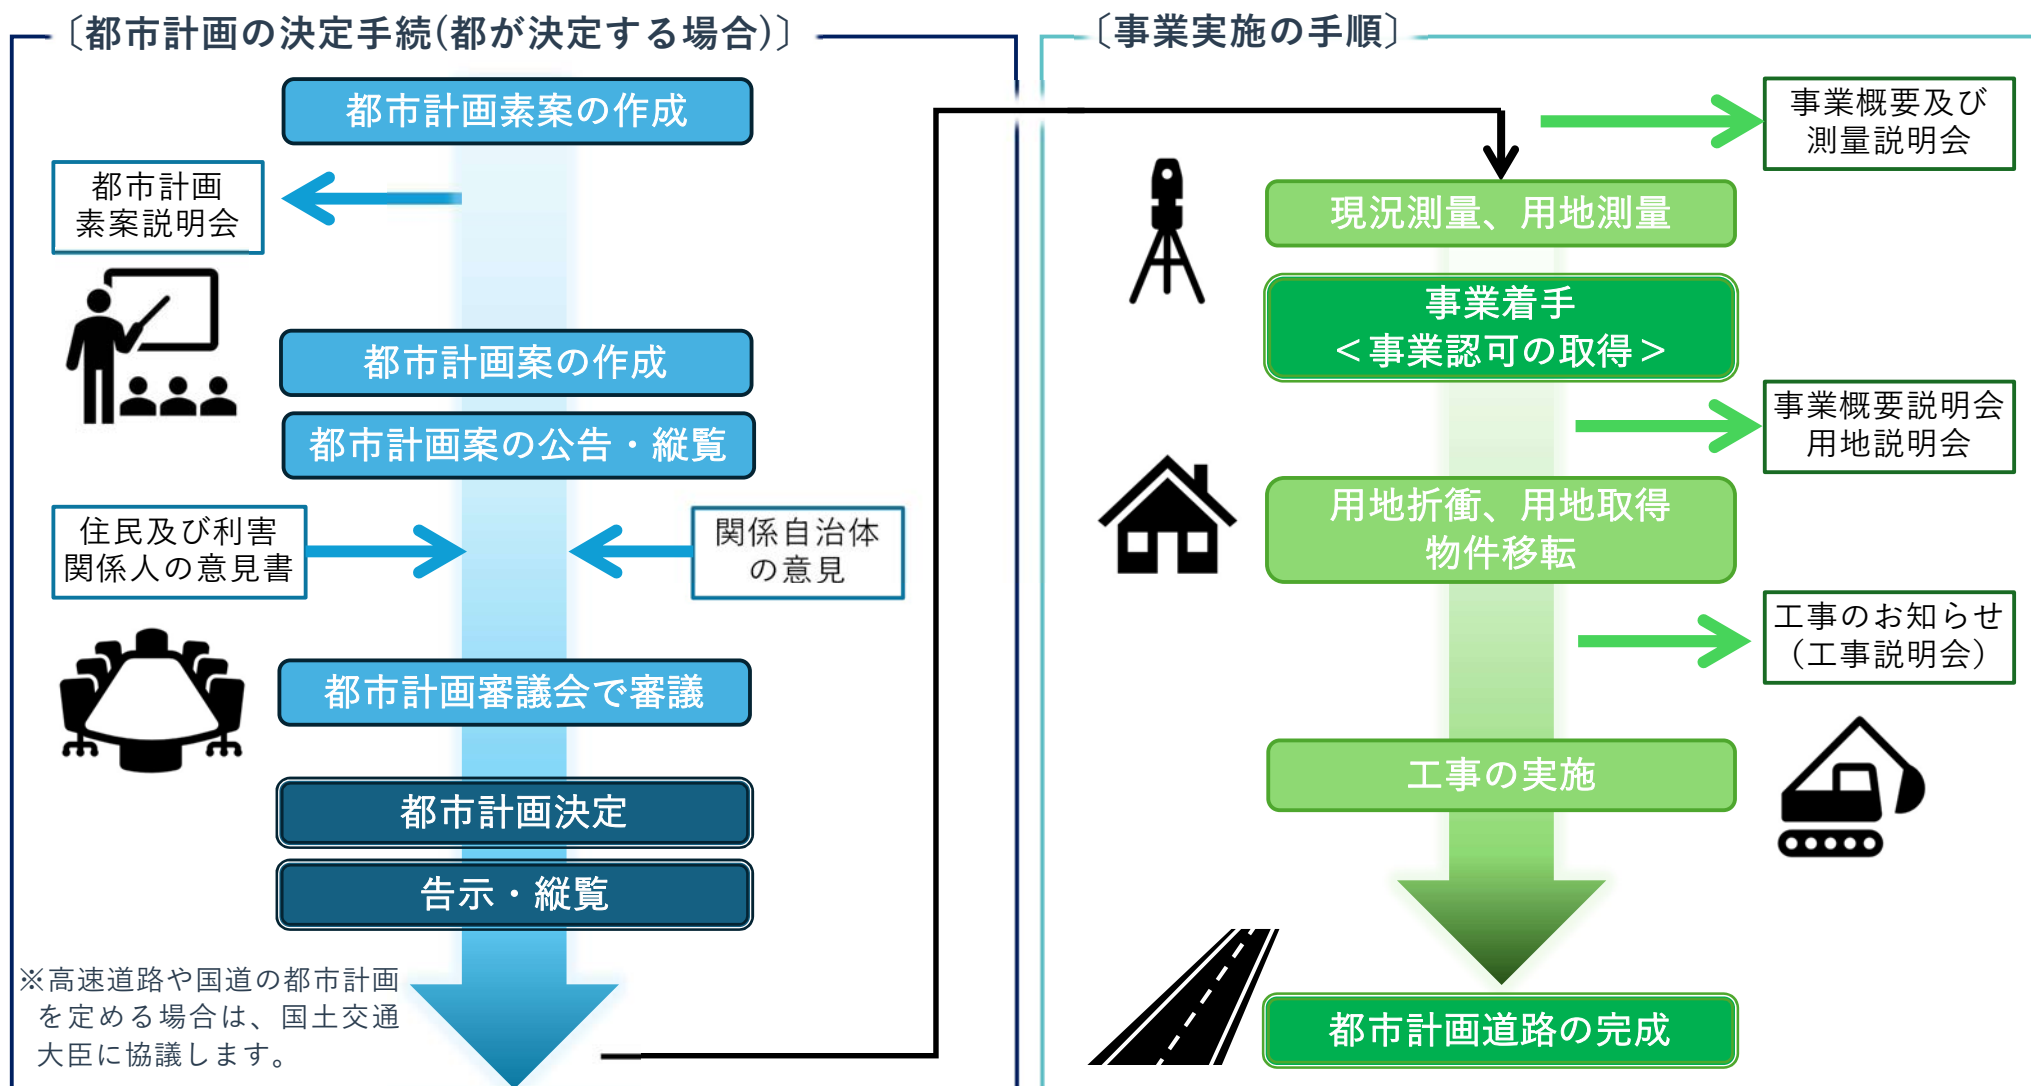 〔都市計画の決定手続(都が決定する場合)〕
都市計画素案の作成
都市計画
素案説明会
都市計画案の作成
都市計画案の公告・縦覧
住民及び利害
関係人の意見書
関係自治体
の意見
都市計画審議会で審議
都市計画決定
告示・縦覧
※高速道路や国道の都市計画
を定める場合は、国土交通
大臣に協議します。
〔事業実施の手順〕
事業概要及び
測量説明会
現況測量、用地測量
事業着手
＜事業認可の取得＞
事業概要説明会
用地説明会
用地折衝、用地取得
物件移転
工事のお知らせ
（工事説明会）
工事の実施
都市計画道路の完成